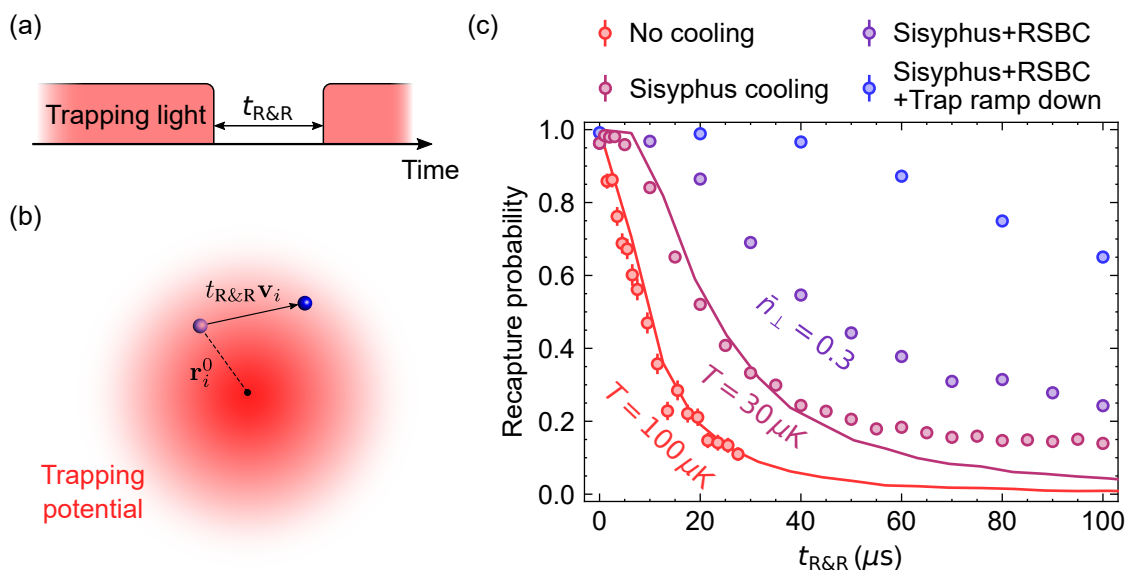 (a)
Trapping light
t_R&R
Time
(b)
t_R&R v_i
r_i^0
Trapping
potential
(c)
No cooling
Sisyphus cooling
Sisyphus+RSBC
Sisyphus+RSBC
+Trap ramp down
Recapture probability
1.0
0.8
0.6
0.4
0.2
0.0
n̄_⊥ = 0.3
T = 30 μK
T = 100 μK
0 20 40 60 80 100
t_R&R (μs)